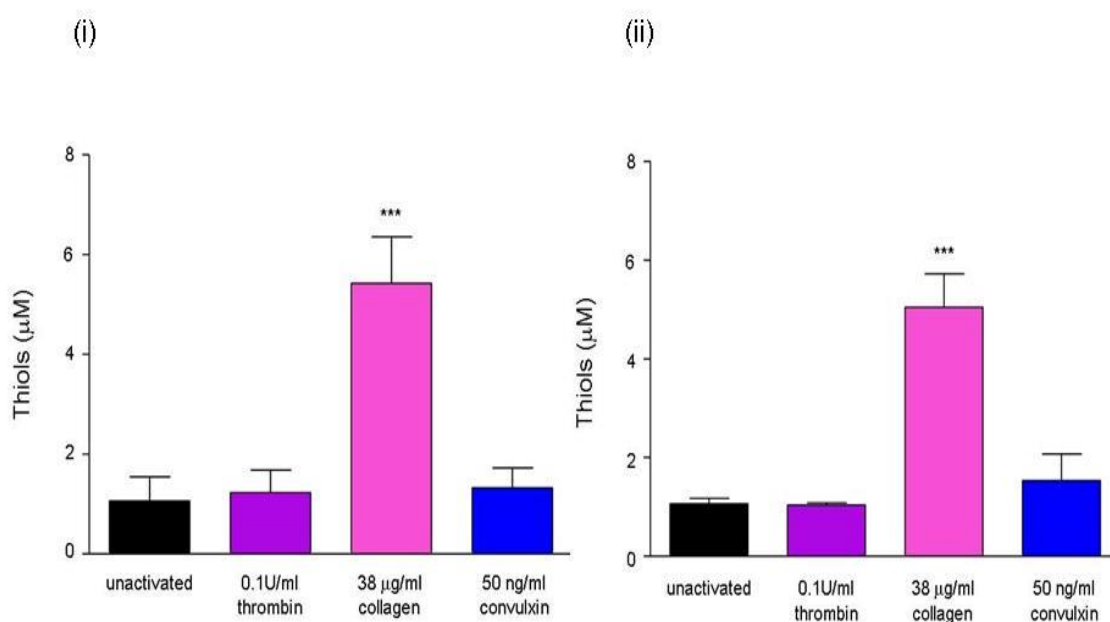 (i)
(ii)
8
6
4
2
0
Thiols (μM)
***
unactivated
0.1U/ml
thrombin
38 μg/ml
collagen
50 ng/ml
convulxin
8
6
4
2
0
Thiols (μM)
***
unactivated
0.1U/ml
thrombin
38 μg/ml
collagen
50 ng/ml
convulxin